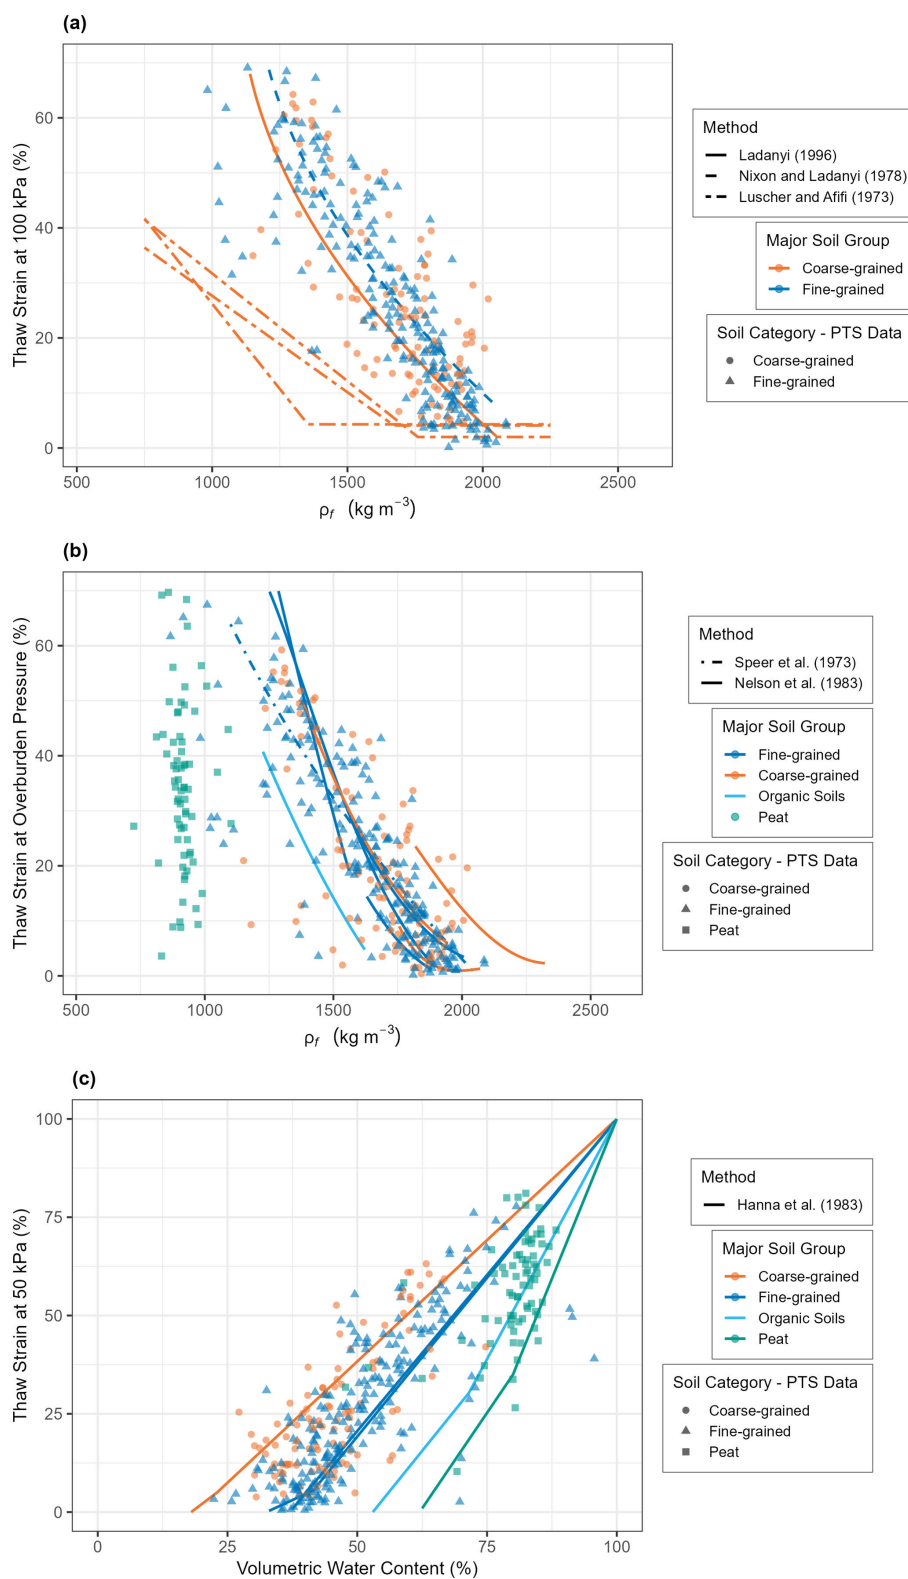 (a)
Thaw Strain at 100 kPa (%)
60
40
20
0
500 1000 1500 2000 2500
ρf (kg m−3)
Method
Ladanyi (1996)
Nixon and Ladanyi (1978)
Luscher and Afifi (1973)
Major Soil Group
Coarse-grained
Fine-grained
Soil Category - PTS Data
Coarse-grained
Fine-grained
(b)
Thaw Strain at Overburden Pressure (%)
60
40
20
0
500 1000 1500 2000 2500
ρf (kg m−3)
Method
Speer et al. (1973)
Nelson et al. (1983)
Major Soil Group
Fine-grained
Coarse-grained
Organic Soils
Peat
Soil Category - PTS Data
Coarse-grained
Fine-grained
Peat
(c)
Thaw Strain at 50 kPa (%)
100
75
50
25
0
0 25 50 75 100
Volumetric Water Content (%)
Method
Hanna et al. (1983)
Major Soil Group
Coarse-grained
Fine-grained
Organic Soils
Peat
Soil Category - PTS Data
Coarse-grained
Fine-grained
Peat